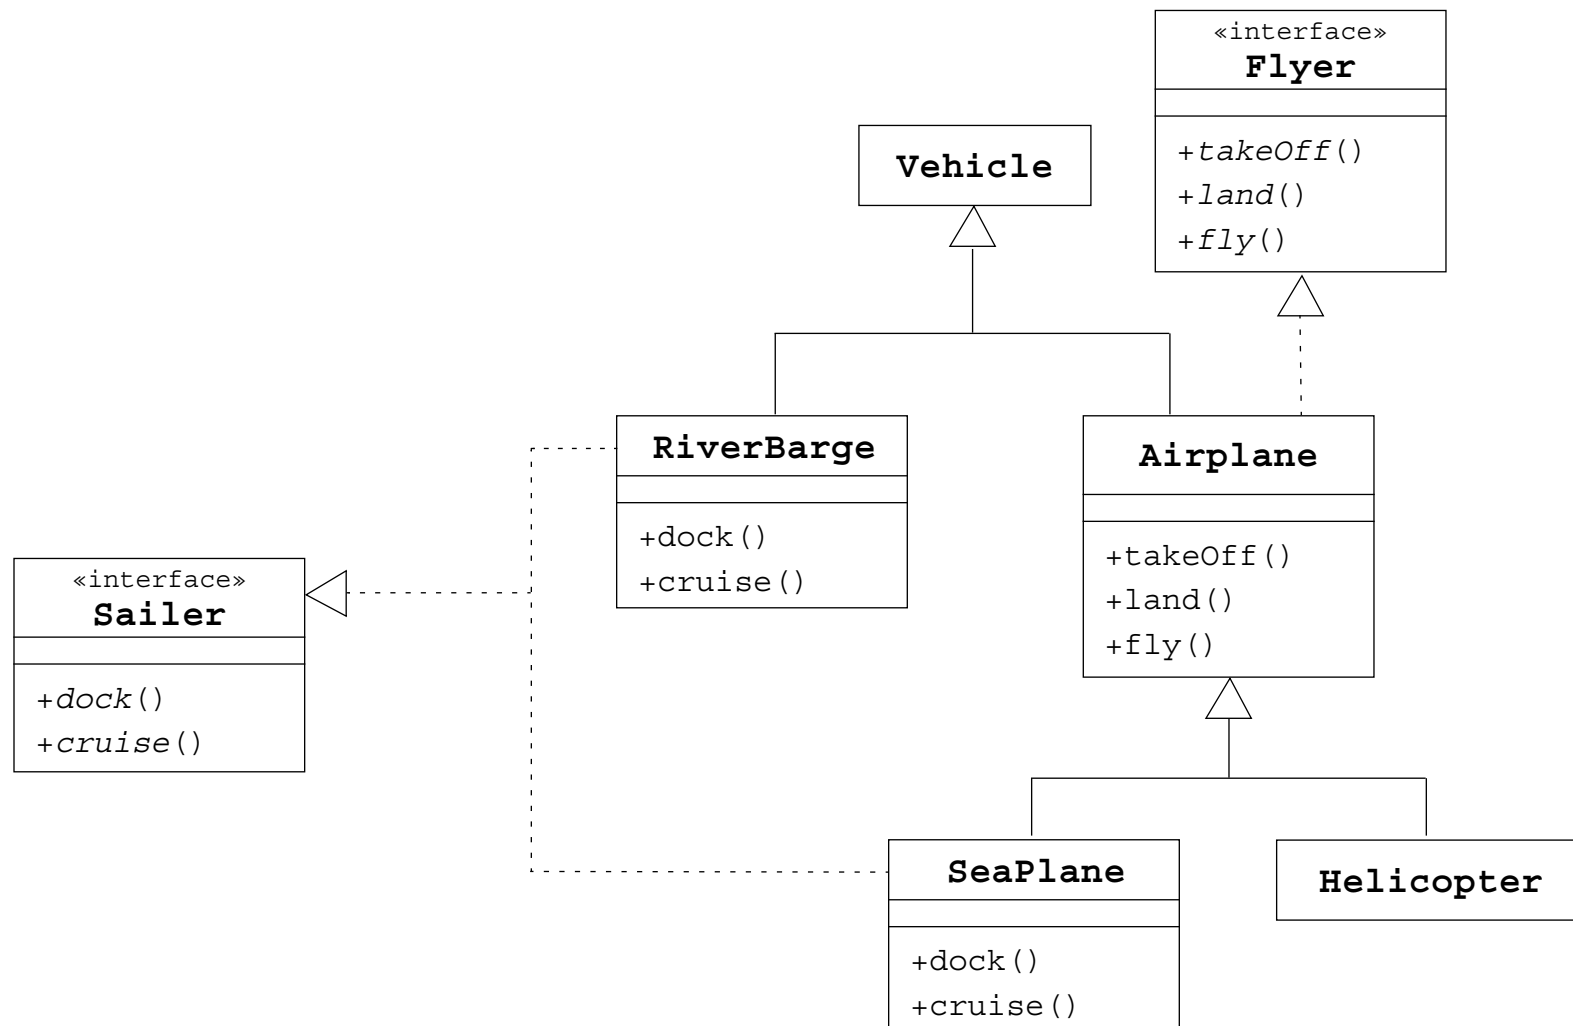 «interface»
Flyer
+takeOff()
+land()
+fly()
Vehicle
RiverBarge
+dock()
+cruise()
Airplane
+takeOff()
+land()
+fly()
«interface»
Sailer
+dock()
+cruise()
SeaPlane
+dock()
+cruise()
Helicopter